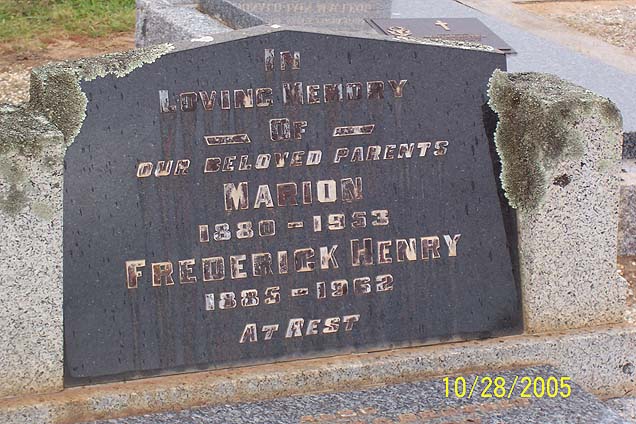 IN
LOVING MEMORY
OF
OUR BELOVED PARENTS
MARION
1880 - 1953
FREDERICK HENRY
1885 - 1962
AT REST
10/28/2005